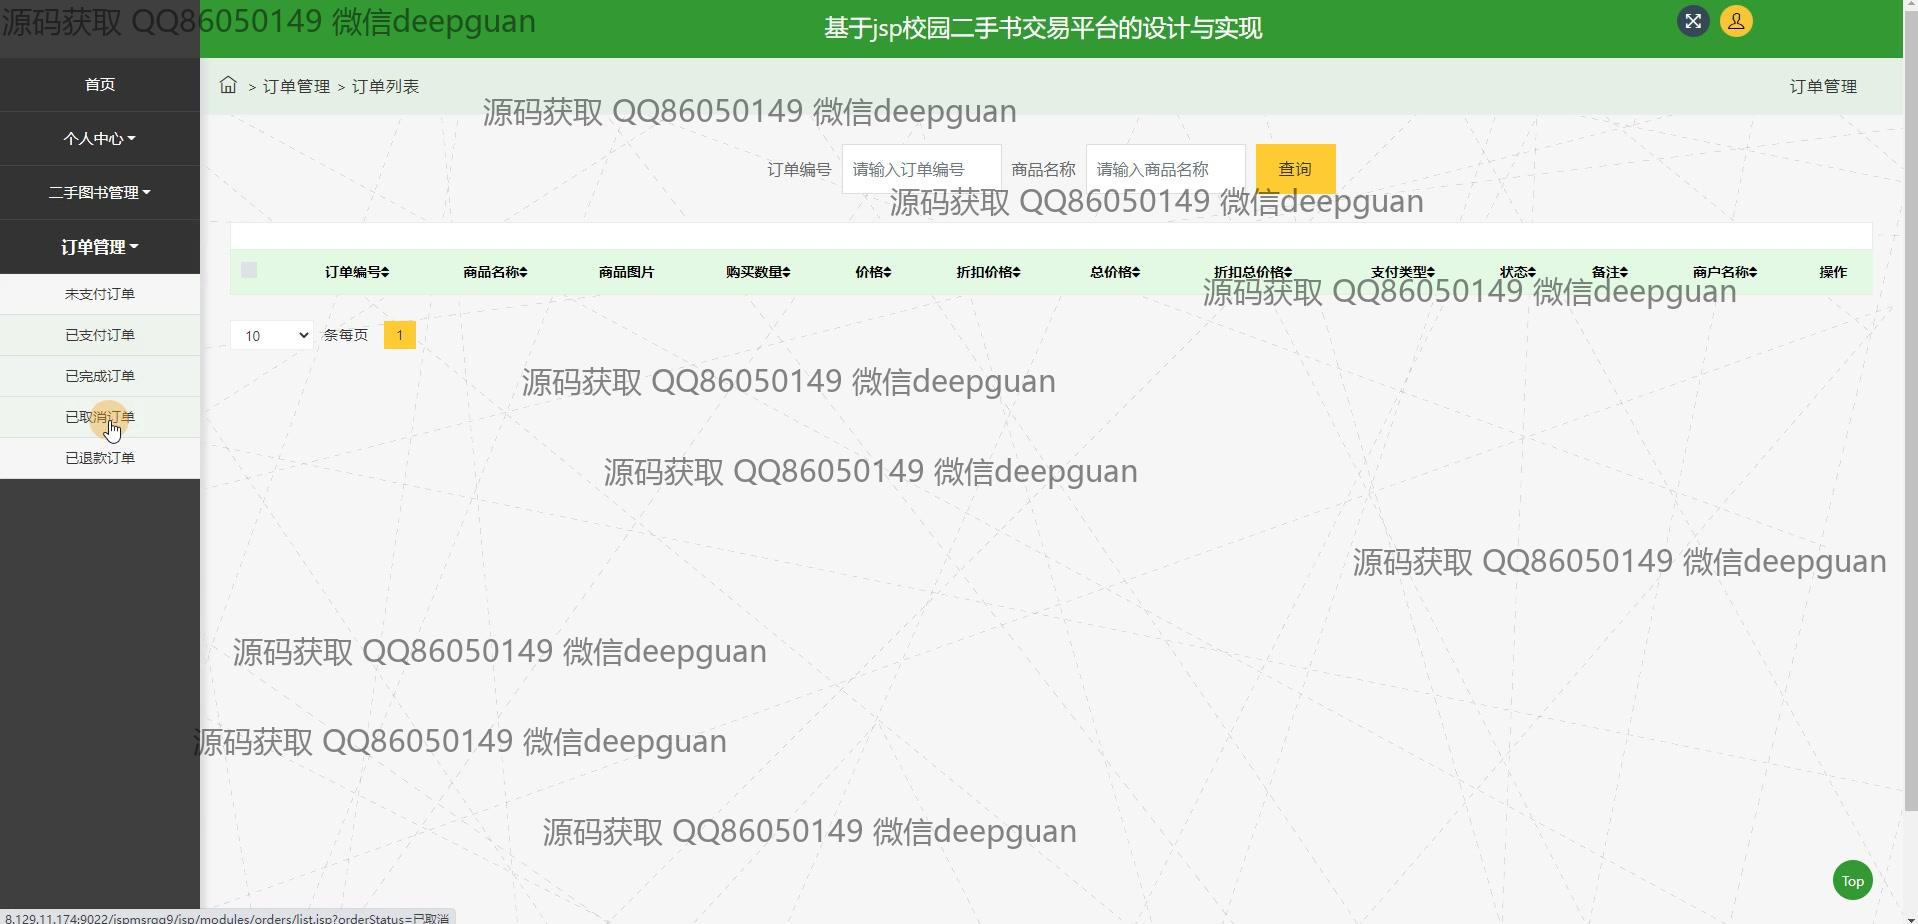 源码获取 QQ86050149 微信deepguan
基于jsp校园二手书交易平台的设计与实现
首页
个人中心
二手图书管理
订单管理
未支付订单
已支付订单
已完成订单
已取消订单
已退款订单
> 订单管理 > 订单列表
订单管理
源码获取 QQ86050149 微信deepguan
订单编号 请输入订单编号 商品名称 请输入商品名称 查询
源码获取 QQ86050149 微信deepguan
订单编号 商品名称 商品图片 购买数量 价格 折扣价格 总价格 折扣总价格 支付类型 状态 备注 商户名称 操作
源码获取 QQ86050149 微信deepguan
10 条每页 1
源码获取 QQ86050149 微信deepguan
源码获取 QQ86050149 微信deepguan
源码获取 QQ86050149 微信deepguan
源码获取 QQ86050149 微信deepguan
源码获取 QQ86050149 微信deepguan
源码获取 QQ86050149 微信deepguan
Top
8.129.11.174:9022/jspmsrqq9/jsp/modules/orders/list.jsp?orderStatus=已取消